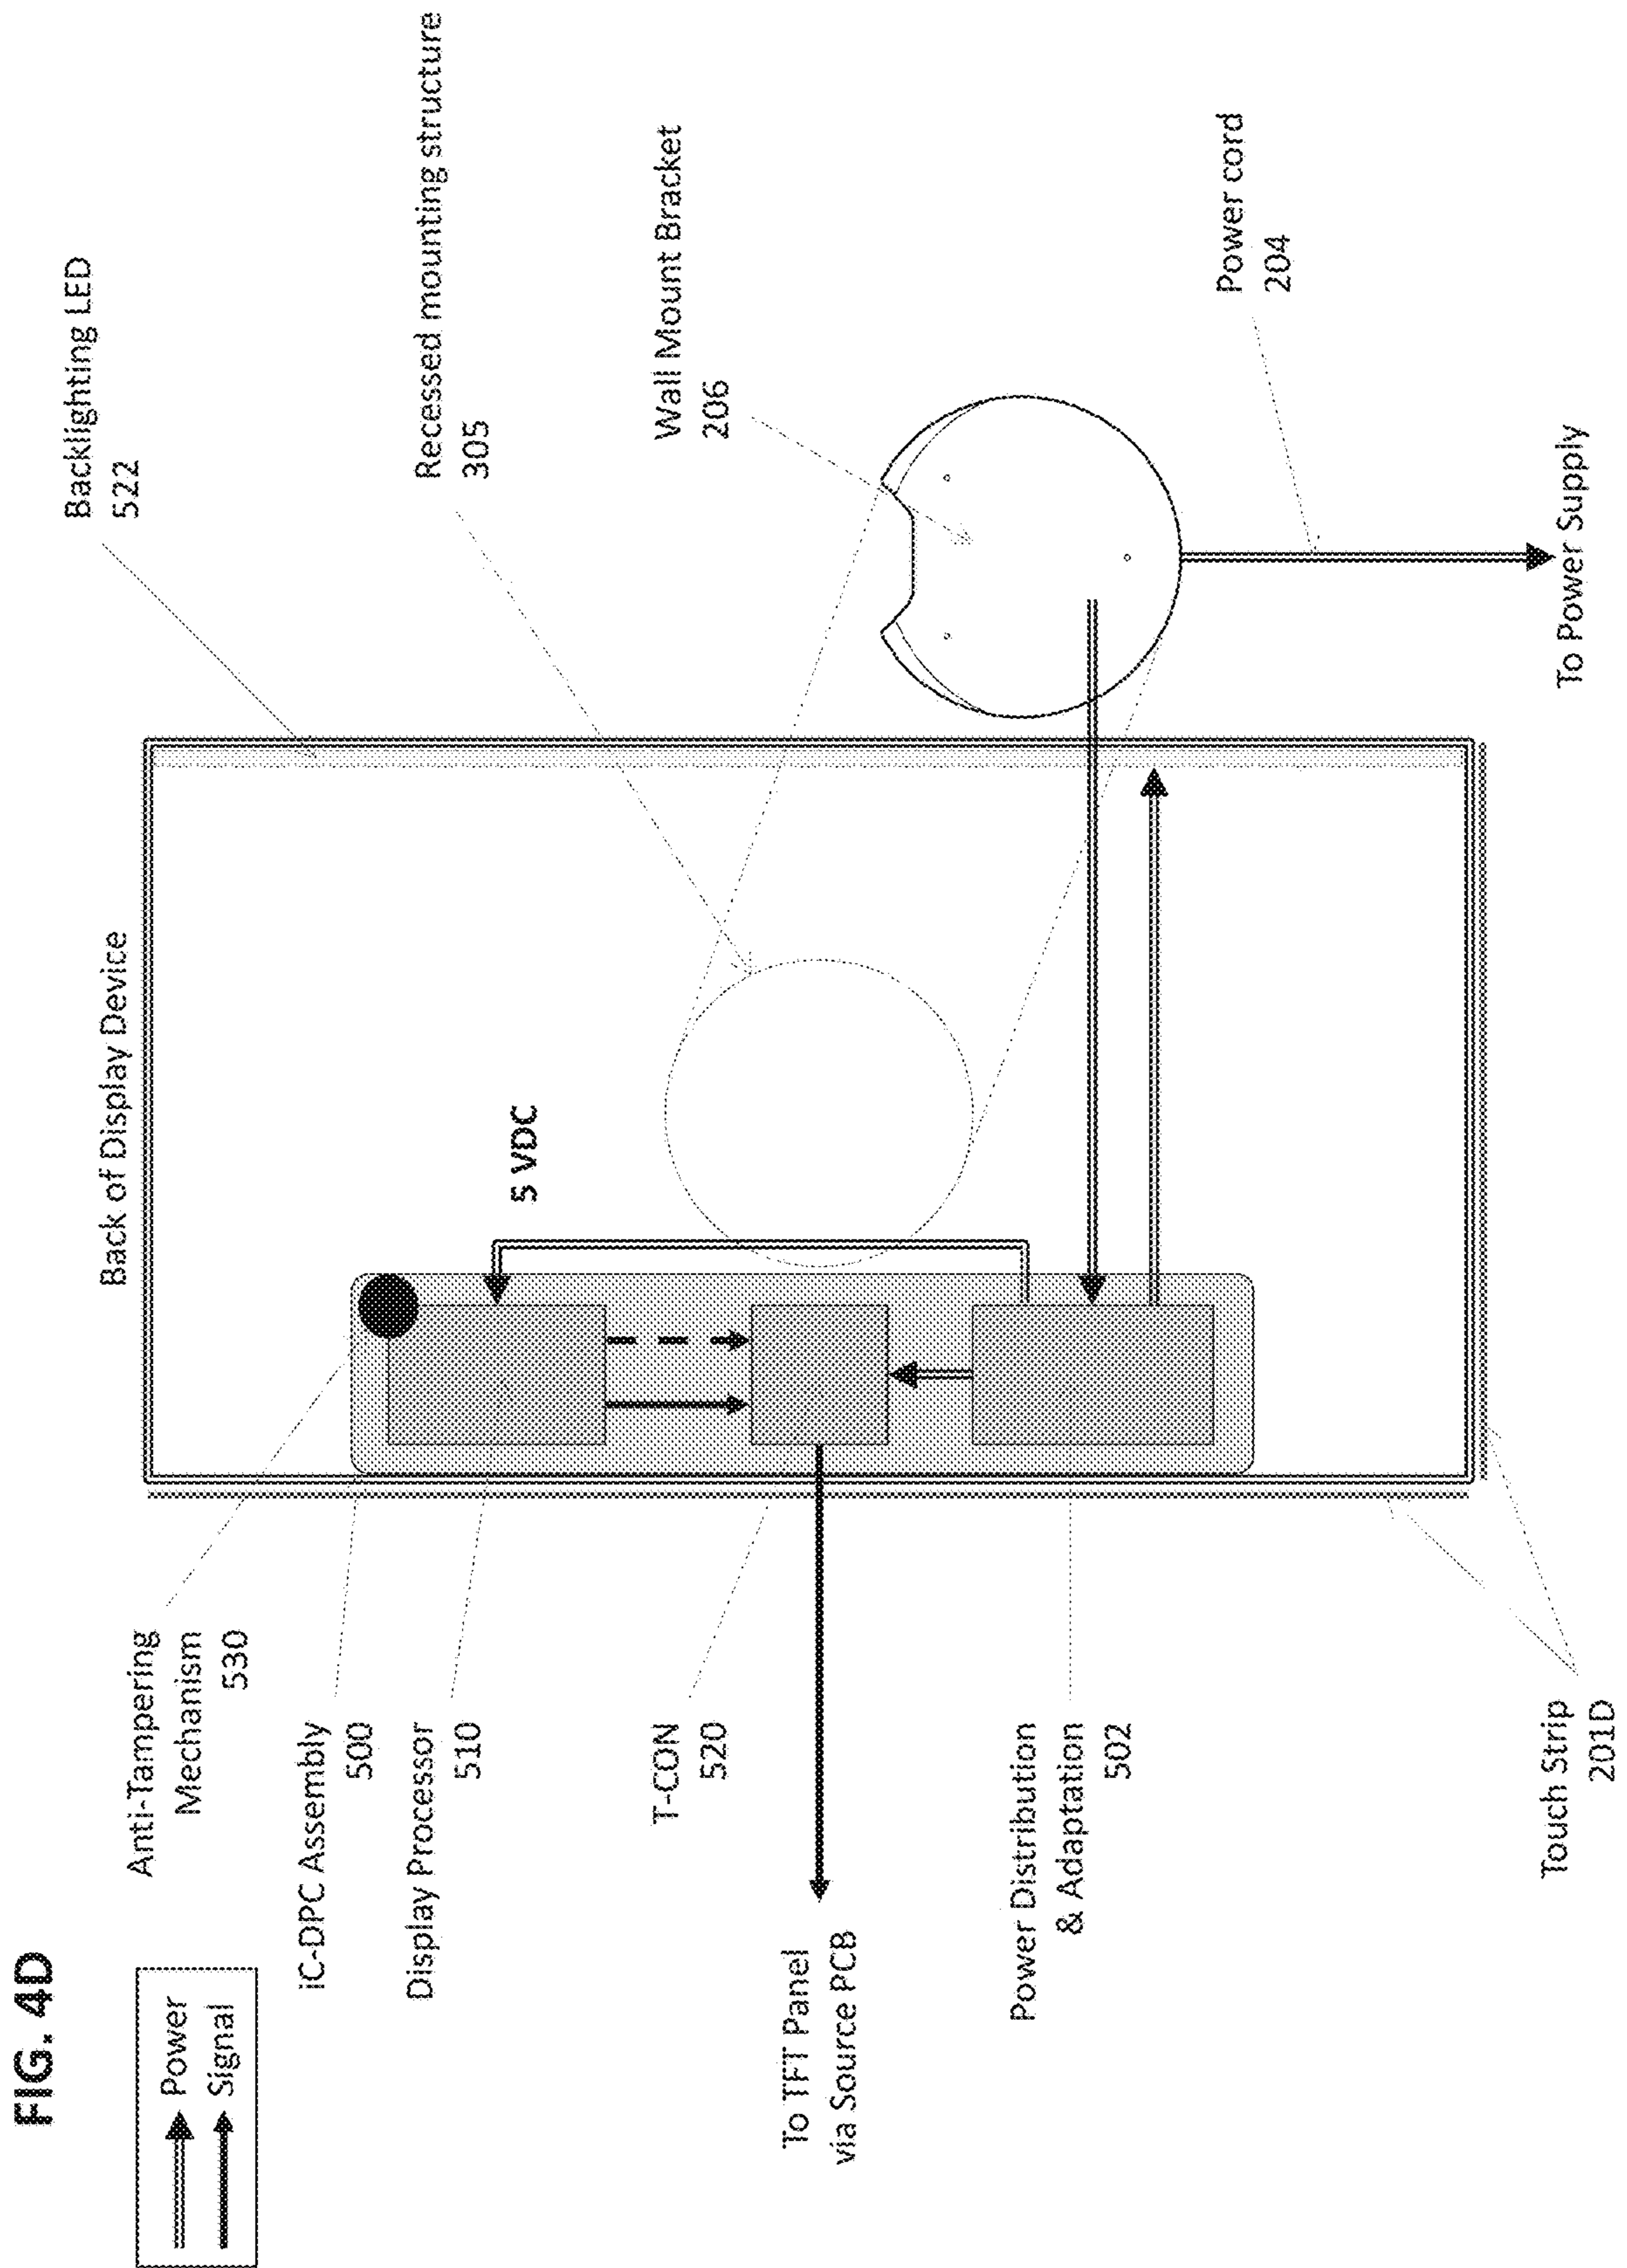 FIG. 4D
Power
Signal
Back of Display Device
Backlighting LED
522
Recessed mounting structure
305
Wall Mount Bracket
206
Power cord
204
To Power Supply
5 VDC
Anti-Tampering
Mechanism
530
iC-DPC Assembly
500
Display Processor
510
T-CON
520
To TFT Panel
via Source PCB
Power Distribution
& Adaptation
502
Touch Strip
201D